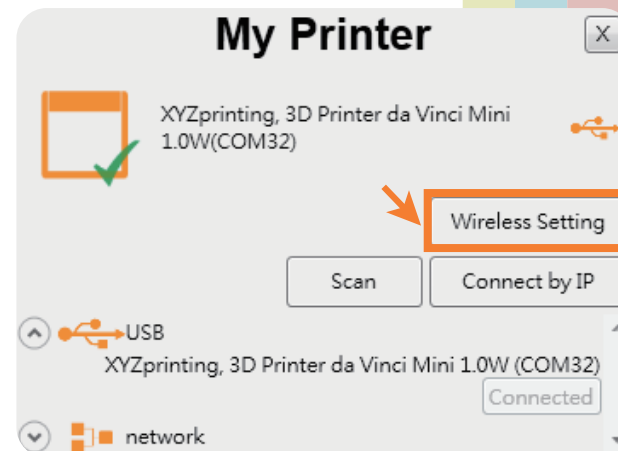 My Printer
X
XYZprinting, 3D Printer da Vinci Mini
1.0W(COM32)
Wireless Setting
Scan
Connect by IP
USB
XYZprinting, 3D Printer da Vinci Mini 1.0W (COM32)
Connected
network